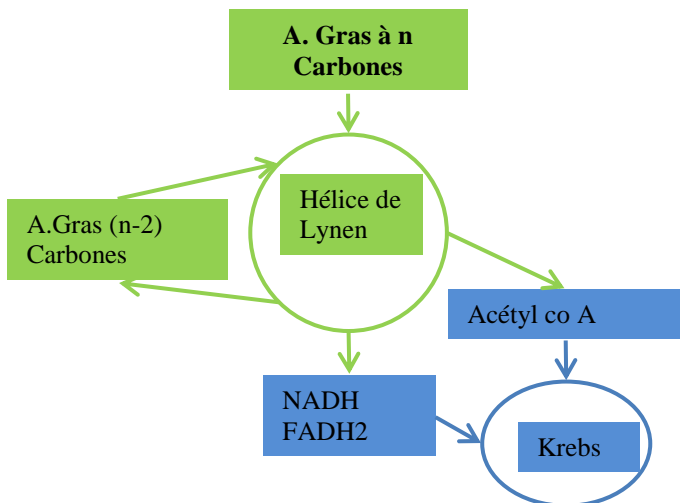 A. Gras à n
Carbones
Hélice de
Lynen
A.Gras (n-2)
Carbones
Acétyl co A
NADH
FADH2
Krebs